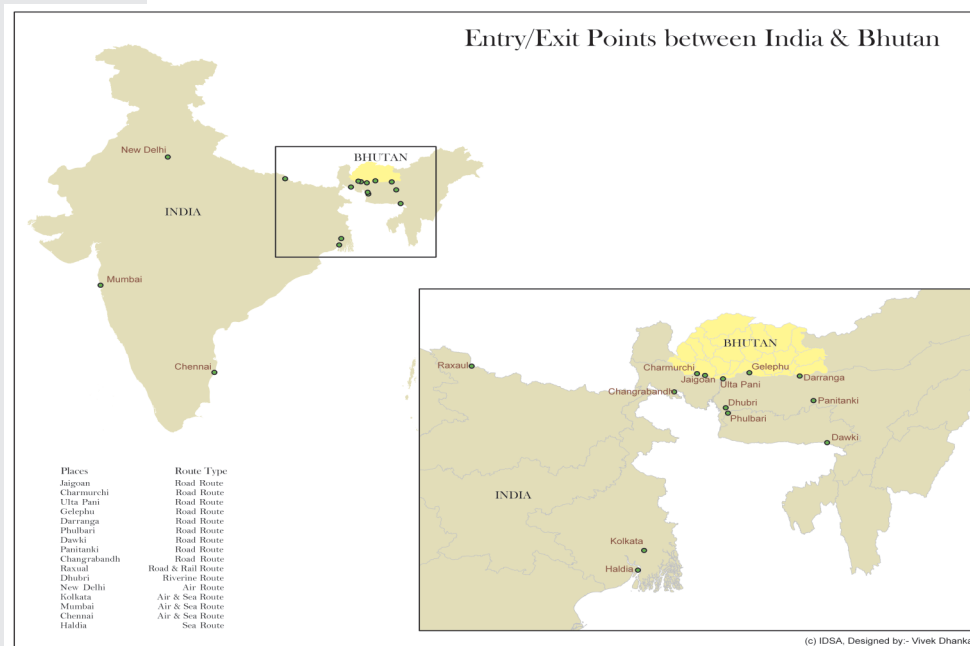 Entry/Exit Points between India & Bhutan
New Delhi
BHUTAN
INDIA
Mumbai
Chennai
BHUTAN
Raxaul
Charmurchi
Gelephu
Jaigoan
Ulta Pani
Darranga
Changrabandh
Dhubri
Panitanki
Phulbari
Dawki
INDIA
Kolkata
Haldia
Places Route Type
Jaigoan Road Route
Charmurchi Road Route
Ulta Pani Road Route
Gelephu Road Route
Darranga Road Route
Phulbari Road Route
Dawki Road Route
Panitanki Road Route
Changrabandh Road Route
Raxual Road & Rail Route
Dhubri Riverine Route
New Delhi Air Route
Kolkata Air & Sea Route
Mumbai Air & Sea Route
Chennai Air & Sea Route
Haldia Sea Route
(c) IDSA, Designed by:- Vivek Dhanka